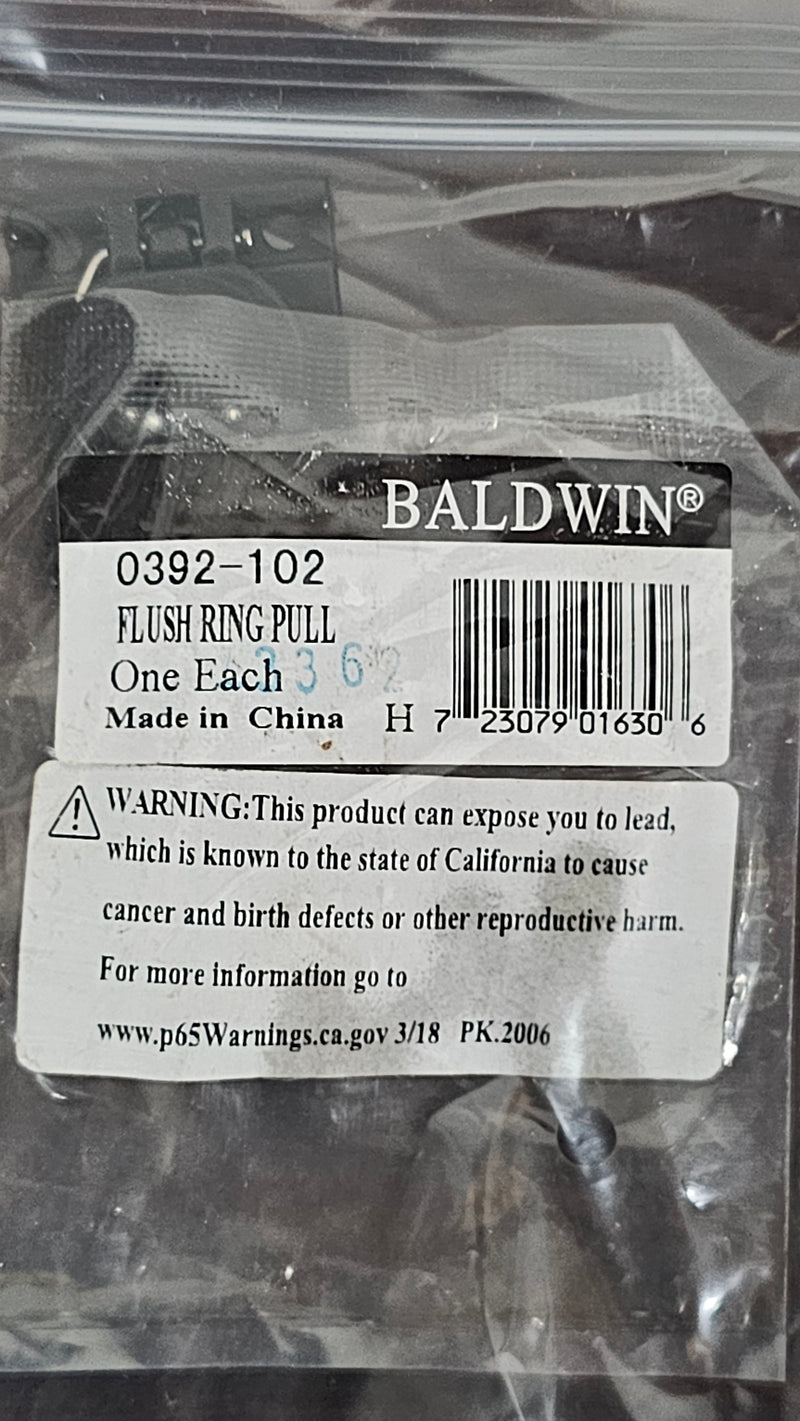 BALDWIN®
0392-102
FLUSH RING PULL
One Each 3362
Made in China H 7 23079 01630 6
WARNING:This product can expose you to lead,
which is known to the state of California to cause
cancer and birth defects or other reproductive harm.
For more information go to
www.p65Warnings.ca.gov 3/18 PK.2006